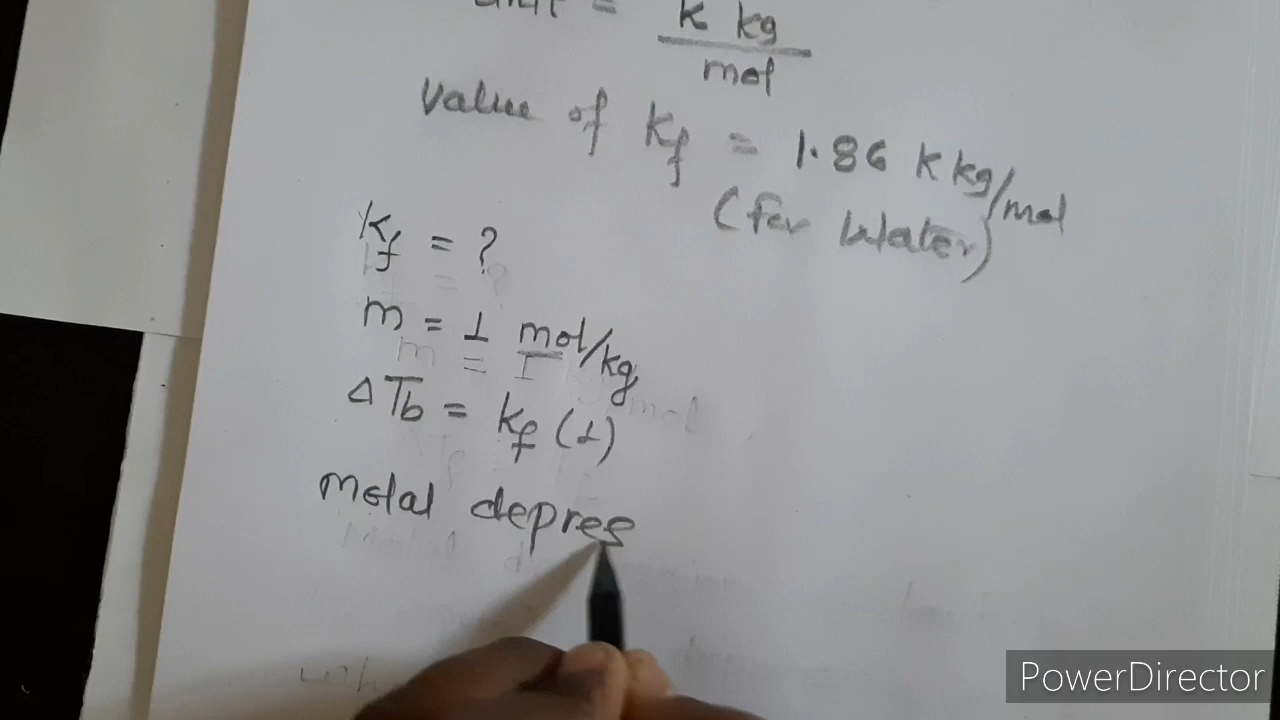 unit = K kg
mol
Value of Kf = 1.86 K kg/mol
(for Water)
Kf = ?
m = 1 mol/kg
ΔTb = Kf (1)
molal depres
PowerDirector